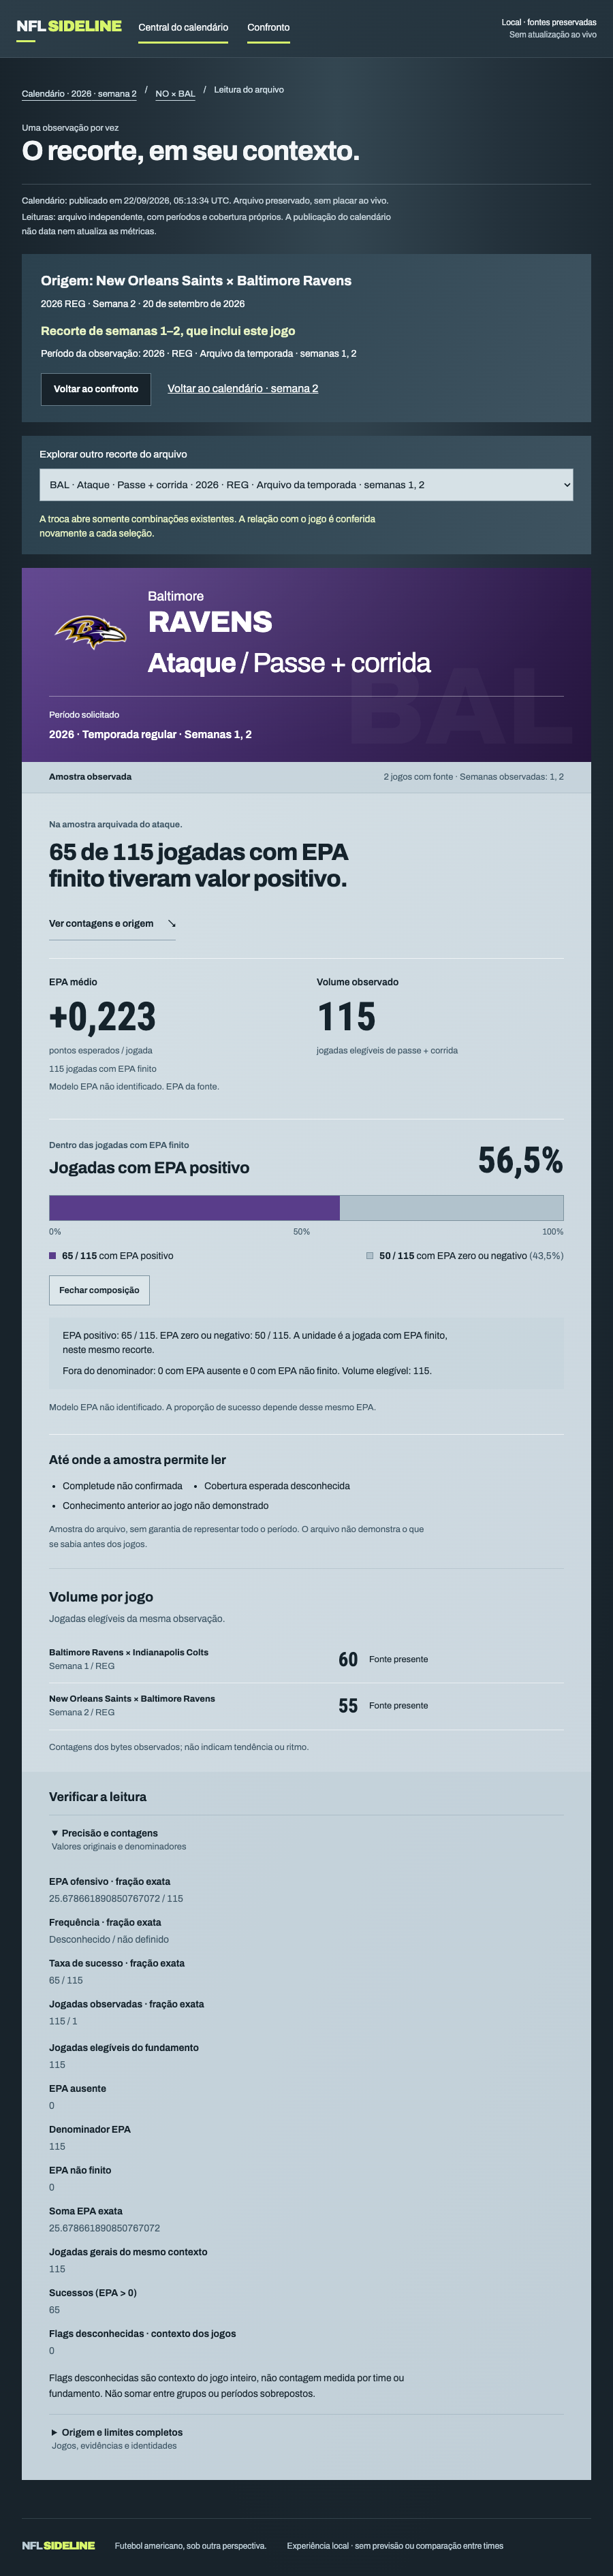 NFL SIDELINE
Central do calendário
Confronto
Local · fontes preservadas
Sem atualização ao vivo
Calendário · 2026 · semana 2 / NO × BAL / Leitura do arquivo
Uma observação por vez
O recorte, em seu contexto.
Calendário: publicado em 22/09/2026, 05:13:34 UTC. Arquivo preservado, sem placar ao vivo.
Leituras: arquivo independente, com períodos e cobertura próprios. A publicação do calendário
não data nem atualiza as métricas.
Origem: New Orleans Saints × Baltimore Ravens
2026 REG · Semana 2 · 20 de setembro de 2026
Recorte de semanas 1–2, que inclui este jogo
Período da observação: 2026 · REG · Arquivo da temporada · semanas 1, 2
Voltar ao confronto
Voltar ao calendário · semana 2
Explorar outro recorte do arquivo
BAL · Ataque · Passe + corrida · 2026 · REG · Arquivo da temporada · semanas 1, 2
A troca abre somente combinações existentes. A relação com o jogo é conferida
novamente a cada seleção.
Baltimore
RAVENS
Ataque / Passe + corrida
BAL
Período solicitado
2026 · Temporada regular · Semanas 1, 2
Amostra observada
2 jogos com fonte · Semanas observadas: 1, 2
Na amostra arquivada do ataque.
65 de 115 jogadas com EPA
finito tiveram valor positivo.
Ver contagens e origem ↘
EPA médio
+0,223
pontos esperados / jogada
115 jogadas com EPA finito
Modelo EPA não identificado. EPA da fonte.
Volume observado
115
jogadas elegíveis de passe + corrida
Dentro das jogadas com EPA finito
Jogadas com EPA positivo
56,5%
0%
50%
100%
65 / 115 com EPA positivo
50 / 115 com EPA zero ou negativo (43,5%)
Fechar composição
EPA positivo: 65 / 115. EPA zero ou negativo: 50 / 115. A unidade é a jogada com EPA finito,
neste mesmo recorte.
Fora do denominador: 0 com EPA ausente e 0 com EPA não finito. Volume elegível: 115.
Modelo EPA não identificado. A proporção de sucesso depende desse mesmo EPA.
Até onde a amostra permite ler
• Completude não confirmada • Cobertura esperada desconhecida
• Conhecimento anterior ao jogo não demonstrado
Amostra do arquivo, sem garantia de representar todo o período. O arquivo não demonstra o que
se sabia antes dos jogos.
Volume por jogo
Jogadas elegíveis da mesma observação.
Baltimore Ravens × Indianapolis Colts
Semana 1 / REG
60 Fonte presente
New Orleans Saints × Baltimore Ravens
Semana 2 / REG
55 Fonte presente
Contagens dos bytes observados; não indicam tendência ou ritmo.
Verificar a leitura
▼ Precisão e contagens
Valores originais e denominadores
EPA ofensivo · fração exata
25.678661890850767072 / 115
Frequência · fração exata
Desconhecido / não definido
Taxa de sucesso · fração exata
65 / 115
Jogadas observadas · fração exata
115 / 1
Jogadas elegíveis do fundamento
115
EPA ausente
0
Denominador EPA
115
EPA não finito
0
Soma EPA exata
25.678661890850767072
Jogadas gerais do mesmo contexto
115
Sucessos (EPA > 0)
65
Flags desconhecidas · contexto dos jogos
0
Flags desconhecidas são contexto do jogo inteiro, não contagem medida por time ou
fundamento. Não somar entre grupos ou períodos sobrepostos.
► Origem e limites completos
Jogos, evidências e identidades
NFL SIDELINE
Futebol americano, sob outra perspectiva.
Experiência local · sem previsão ou comparação entre times